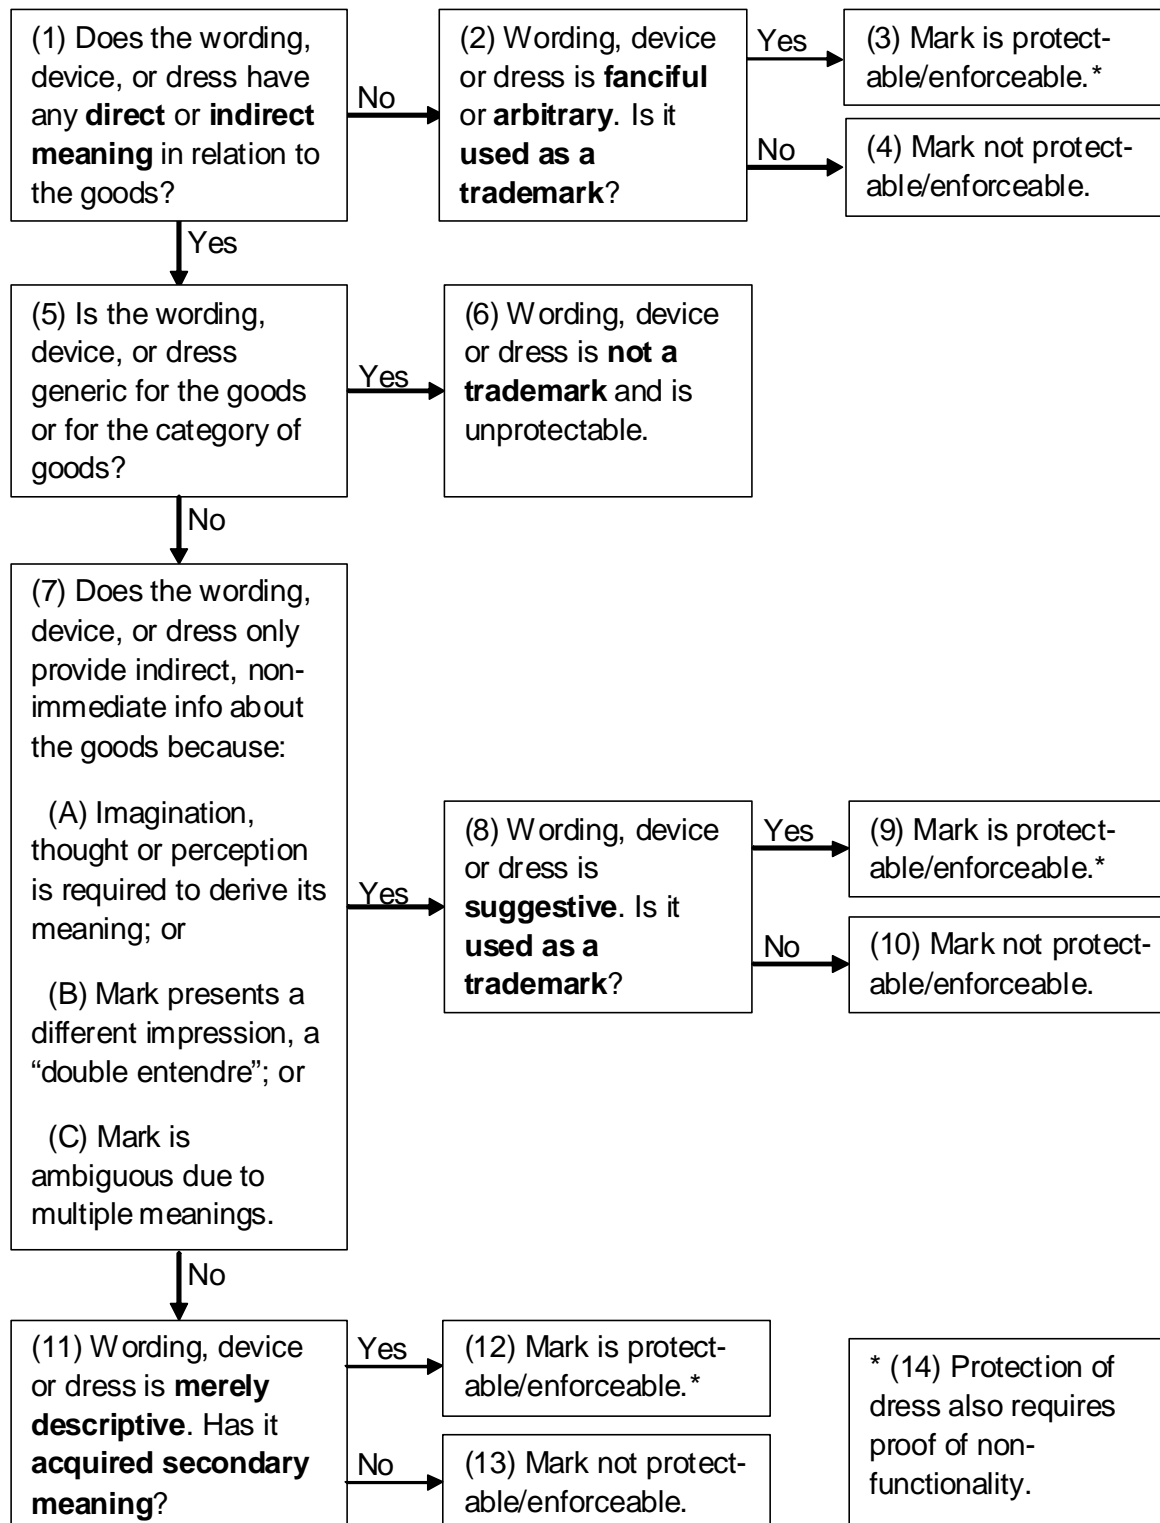 (1) Does the wording,
device, or dress have
any direct or indirect
meaning in relation to
the goods?
No
(2) Wording, device
or dress is fanciful
or arbitrary. Is it
used as a
trademark?
Yes
(3) Mark is protect-
able/enforceable.*
No
(4) Mark not protect-
able/enforceable.
Yes
(5) Is the wording,
device, or dress
generic for the goods
or for the category of
goods?
Yes
(6) Wording, device
or dress is not a
trademark and is
unprotectable.
No
(7) Does the wording,
device, or dress only
provide indirect, non-
immediate info about
the goods because:
(A) Imagination,
thought or perception
is required to derive its
meaning; or
(B) Mark presents a
different impression, a
“double entendre”; or
(C) Mark is
ambiguous due to
multiple meanings.
Yes
(8) Wording, device
or dress is
suggestive. Is it
used as a
trademark?
Yes
(9) Mark is protect-
able/enforceable.*
No
(10) Mark not protect-
able/enforceable.
No
(11) Wording, device
or dress is merely
descriptive. Has it
acquired secondary
meaning?
Yes
(12) Mark is protect-
able/enforceable.*
No
(13) Mark not protect-
able/enforceable.
* (14) Protection of
dress also requires
proof of non-
functionality.